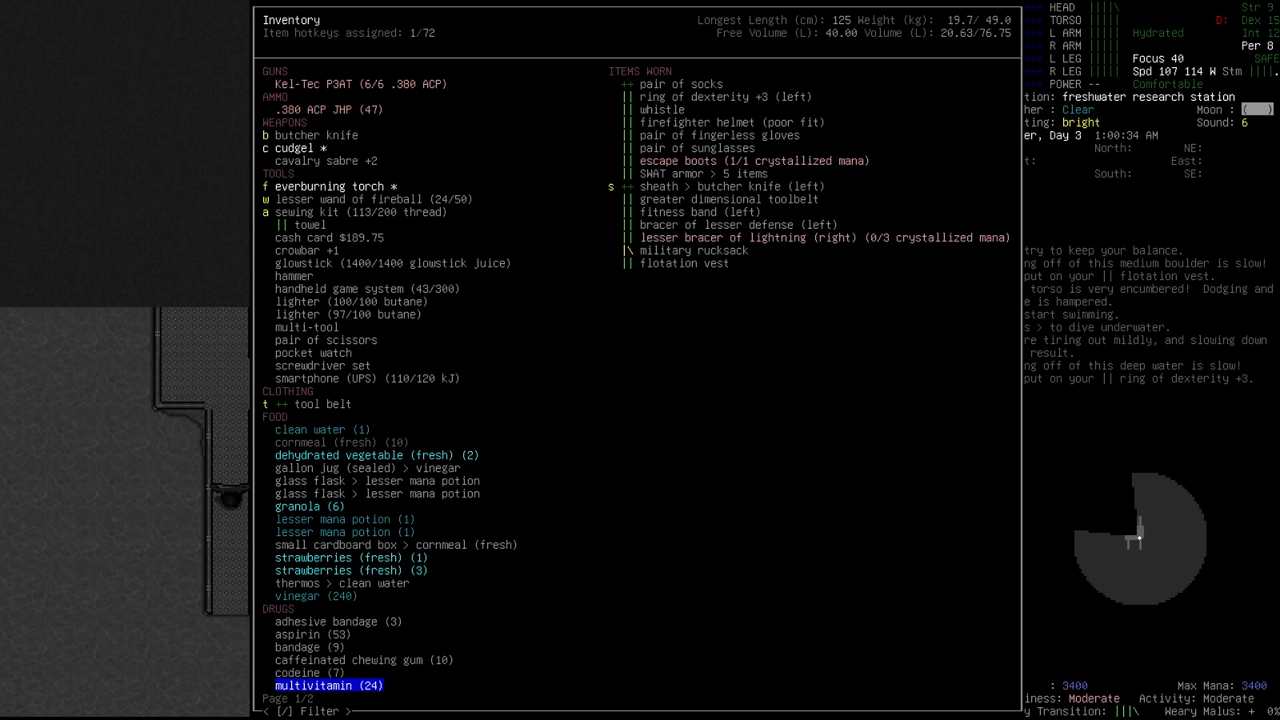 Inventory
Item hotkeys assigned: 1/72
Longest Length (cm): 125 Weight (kg): 19.7/ 49.0
Free Volume (L): 40.00 Volume (L): 20.63/76.75
GUNS
Kel-Tec P3AT (6/6 .380 ACP)
AMMO
.380 ACP JHP (47)
WEAPONS
b butcher knife
c cudgel *
cavalry sabre +2
TOOLS
f everburning torch *
w lesser wand of fireball (24/50)
a sewing kit (113/200 thread)
|| towel
cash card $189.75
crowbar +1
glowstick (1400/1400 glowstick juice)
hammer
handheld game system (43/300)
lighter (100/100 butane)
lighter (97/100 butane)
multi-tool
pair of scissors
pocket watch
screwdriver set
smartphone (UPS) (110/120 kJ)
CLOTHING
t ++ tool belt
FOOD
clean water (1)
cornmeal (fresh) (10)
dehydrated vegetable (fresh) (2)
gallon jug (sealed) > vinegar
glass flask > lesser mana potion
glass flask > lesser mana potion
granola (6)
lesser mana potion (1)
lesser mana potion (1)
small cardboard box > cornmeal (fresh)
strawberries (fresh) (1)
strawberries (fresh) (3)
thermos > clean water
vinegar (240)
DRUGS
adhesive bandage (3)
aspirin (53)
bandage (9)
caffeinated chewing gum (10)
codeine (7)
multivitamin (24)
Page 1/2
< [/] Filter >
ITEMS WORN
++ pair of socks
|| ring of dexterity +3 (left)
|| whistle
|| firefighter helmet (poor fit)
|| pair of fingerless gloves
|| pair of sunglasses
|| escape boots (1/1 crystallized mana)
|| SWAT armor > 5 items
s ++ sheath > butcher knife (left)
|| greater dimensional toolbelt
|| fitness band (left)
|| bracer of lesser defense (left)
|| lesser bracer of lightning (right) (0/3 crystallized mana)
|\ military rucksack
|| flotation vest
HEAD ||||\ Str 9
TORSO ||||| D: Dex 15
L ARM ||||| Hydrated Int 12
R ARM ||||| Per 8
L LEG ||||| Focus 40 SAFE
R LEG ||||| Spd 107 114 W Stm ||||.
POWER -- Comfortable
tion: freshwater research station
her : Clear Moon : (   )
ting: bright Sound: 6
er, Day 3 1:00:34 AM
North: NE:
t: East:
South: SE:
try to keep your balance.
ng off of this medium boulder is slow!
put on your || flotation vest.
torso is very encumbered! Dodging and
e is hampered.
start swimming.
s > to dive underwater.
re tiring out mildly, and slowing down
result.
ng off of this deep water is slow!
put on your || ring of dexterity +3.
: 3400 Max Mana: 3400
iness: Moderate Activity: Moderate
y Transition: |||\ Weary Malus: + 0%